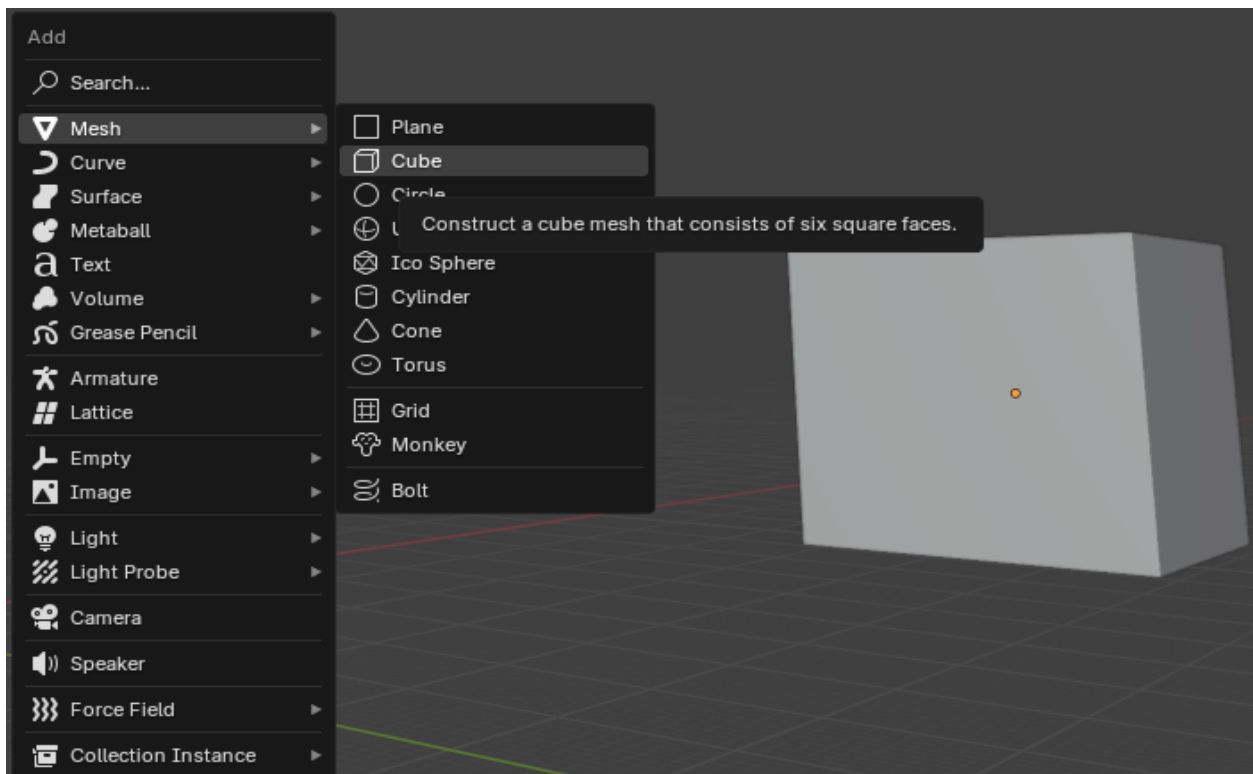 Add
Search...
Mesh
Curve
Surface
Metaball
Text
Volume
Grease Pencil
Armature
Lattice
Empty
Image
Light
Light Probe
Camera
Speaker
Force Field
Collection Instance
Plane
Cube
Circle
Construct a cube mesh that consists of six square faces.
Ico Sphere
Cylinder
Cone
Torus
Grid
Monkey
Bolt